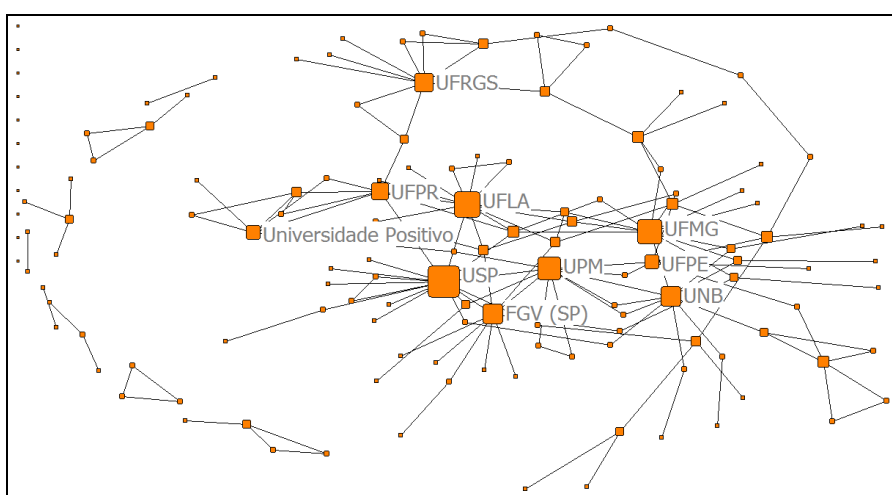 UFRGS
UFPR
UFLA
Universidade Positivo
UFMG
USP
UPM
UFPE
UNB
FGV (SP)